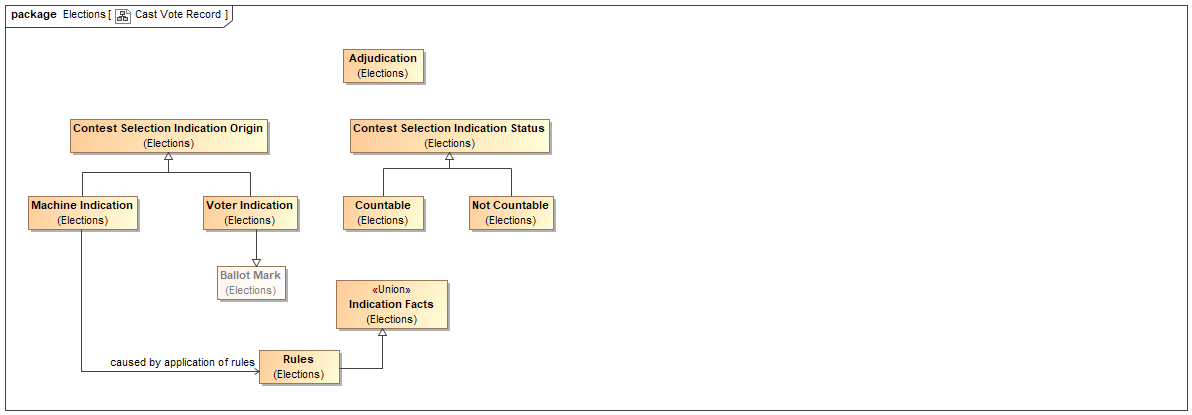 package Elections [ Cast Vote Record ]
Adjudication
(Elections)
Contest Selection Indication Origin
(Elections)
Contest Selection Indication Status
(Elections)
Machine Indication
(Elections)
Voter Indication
(Elections)
Countable
(Elections)
Not Countable
(Elections)
Ballot Mark
(Elections)
«Union»
Indication Facts
(Elections)
caused by application of rules
Rules
(Elections)